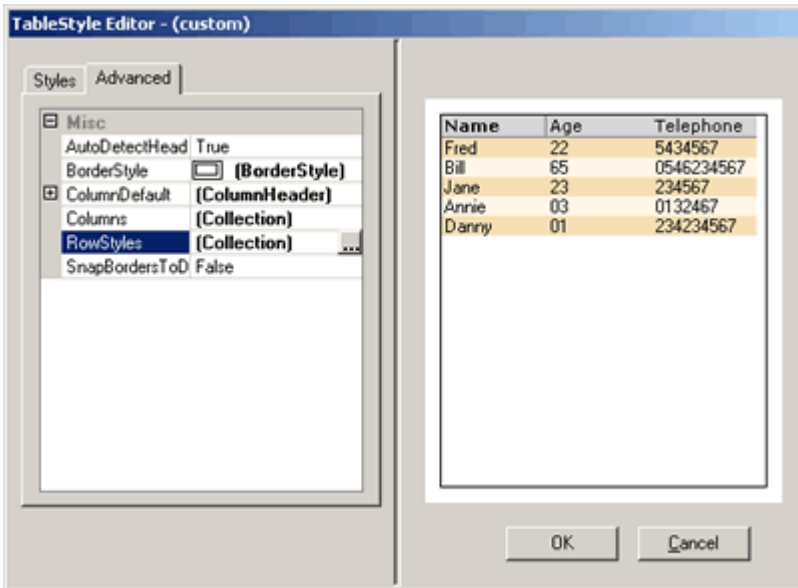 TableStyle Editor - (custom)
Styles Advanced
Misc
AutoDetectHead True
BorderStyle (BorderStyle)
ColumnDefault (ColumnHeader)
Columns (Collection)
RowStyles (Collection) ...
SnapBordersToD False
Name Age Telephone
Fred 22 5434567
Bill 65 0546234567
Jane 23 234567
Annie 03 0132467
Danny 01 234234567
OK Cancel